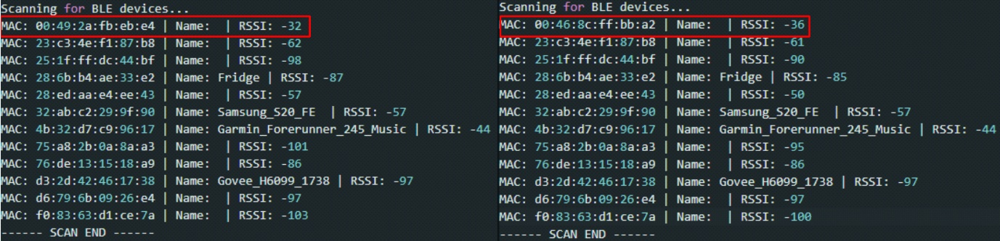 Scanning for BLE devices...
MAC: 00:49:2a:fb:eb:e4 | Name:  | RSSI: -32
MAC: 23:c3:4e:f1:87:b8 | Name:  | RSSI: -62
MAC: 25:1f:ff:dc:44:bf | Name:  | RSSI: -98
MAC: 28:6b:b4:ae:33:e2 | Name: Fridge | RSSI: -87
MAC: 28:ed:aa:e4:ee:43 | Name:  | RSSI: -57
MAC: 32:ab:c2:29:9f:90 | Name: Samsung_S20_FE  | RSSI: -57
MAC: 4b:32:d7:c9:96:17 | Name: Garmin_Forerunner_245_Music | RSSI: -44
MAC: 75:a8:2b:0a:8a:a3 | Name:  | RSSI: -101
MAC: 76:de:13:15:18:a9 | Name:  | RSSI: -86
MAC: d3:2d:42:46:17:38 | Name: Govee_H6099_1738 | RSSI: -97
MAC: d6:79:6b:09:26:e4 | Name:  | RSSI: -97
MAC: f0:83:63:d1:ce:7a | Name:  | RSSI: -103
------ SCAN END ------
Scanning for BLE devices...
MAC: 00:46:8c:ff:bb:a2 | Name:  | RSSI: -36
MAC: 23:c3:4e:f1:87:b8 | Name:  | RSSI: -61
MAC: 25:1f:ff:dc:44:bf | Name:  | RSSI: -90
MAC: 28:6b:b4:ae:33:e2 | Name: Fridge | RSSI: -85
MAC: 28:ed:aa:e4:ee:43 | Name:  | RSSI: -50
MAC: 32:ab:c2:29:9f:90 | Name: Samsung_S20_FE  | RSSI: -57
MAC: 4b:32:d7:c9:96:17 | Name: Garmin_Forerunner_245_Music | RSSI: -44
MAC: 75:a8:2b:0a:8a:a3 | Name:  | RSSI: -95
MAC: 76:de:13:15:18:a9 | Name:  | RSSI: -86
MAC: d3:2d:42:46:17:38 | Name: Govee_H6099_1738 | RSSI: -97
MAC: d6:79:6b:09:26:e4 | Name:  | RSSI: -97
MAC: f0:83:63:d1:ce:7a | Name:  | RSSI: -100
------ SCAN END ------